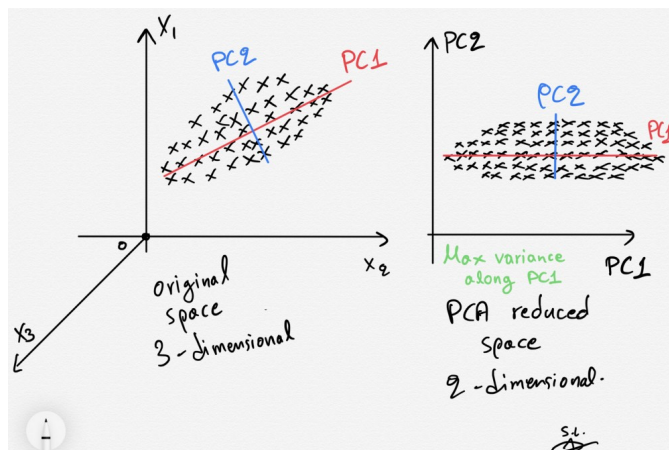 X₁
PC2
PC1
0
X₂
X₃
original
space
3-dimensional
PC2
PC2
PC1
Max variance
along PC1
PC1
PCA reduced
space
2-dimensional.
S.L.